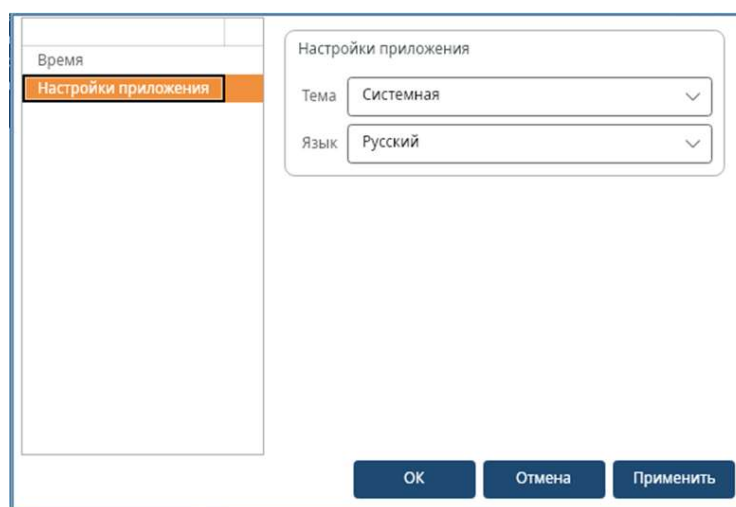 Время
Настройки приложения
Настройки приложения
Тема Системная
Язык Русский
ОК Отмена Применить